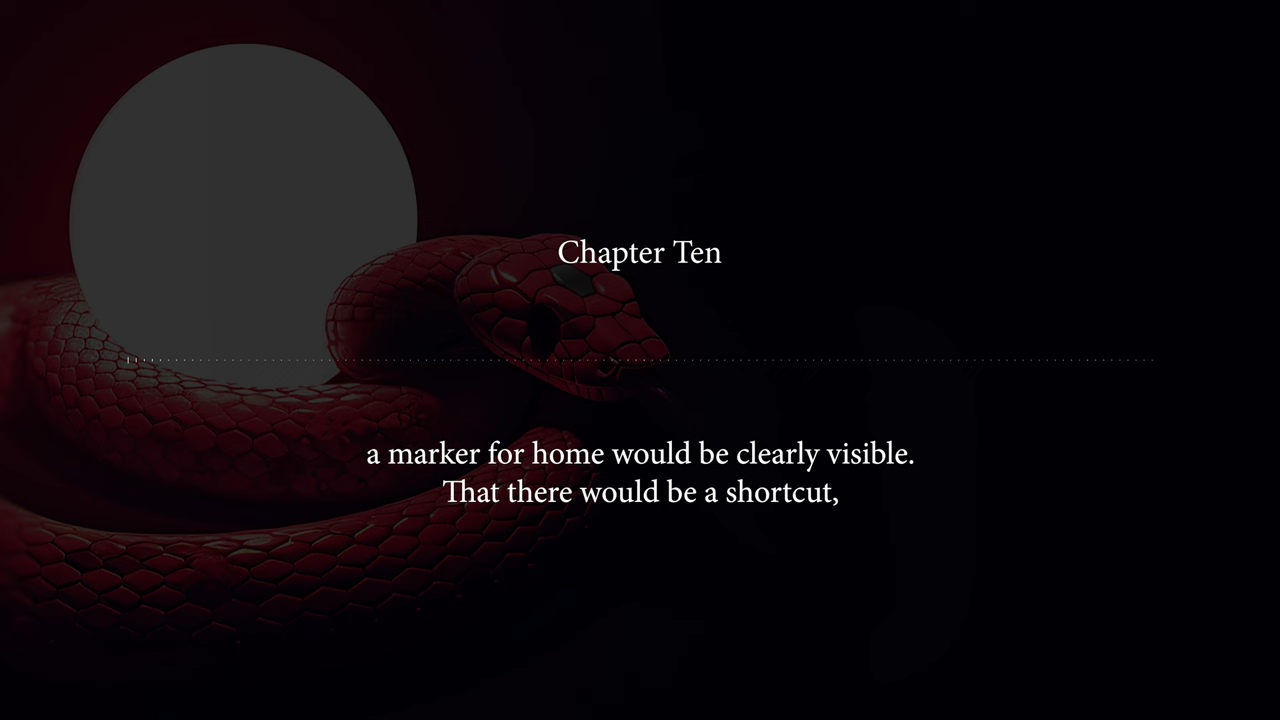 Chapter Ten
a marker for home would be clearly visible.
That there would be a shortcut,